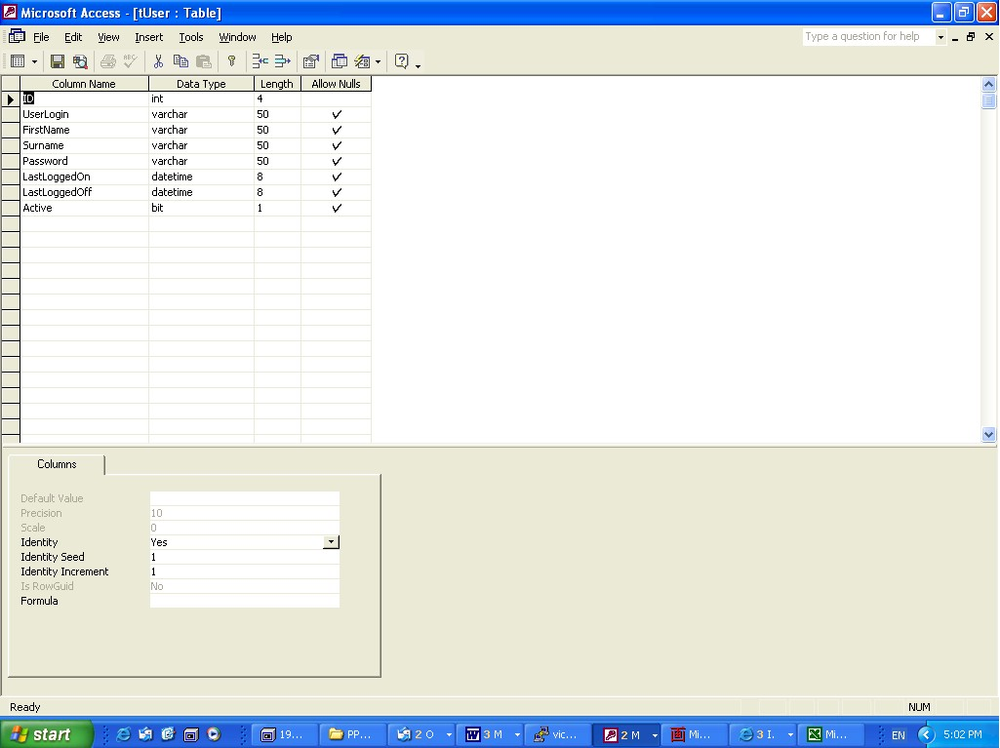 Microsoft Access - [tUser : Table]
File Edit View Insert Tools Window Help Type a question for help
Column Name Data Type Length Allow Nulls
ID int 4
UserLogin varchar 50
FirstName varchar 50
Surname varchar 50
Password varchar 50
LastLoggedOn datetime 8
LastLoggedOff datetime 8
Active bit 1
Columns
Default Value
Precision 10
Scale 0
Identity Yes
Identity Seed 1
Identity Increment 1
Is RowGuid No
Formula
Ready NUM
start 19... PP... 2 O 3 M vic... 2 M Mi... 3 I. Mi... EN 5:02 PM